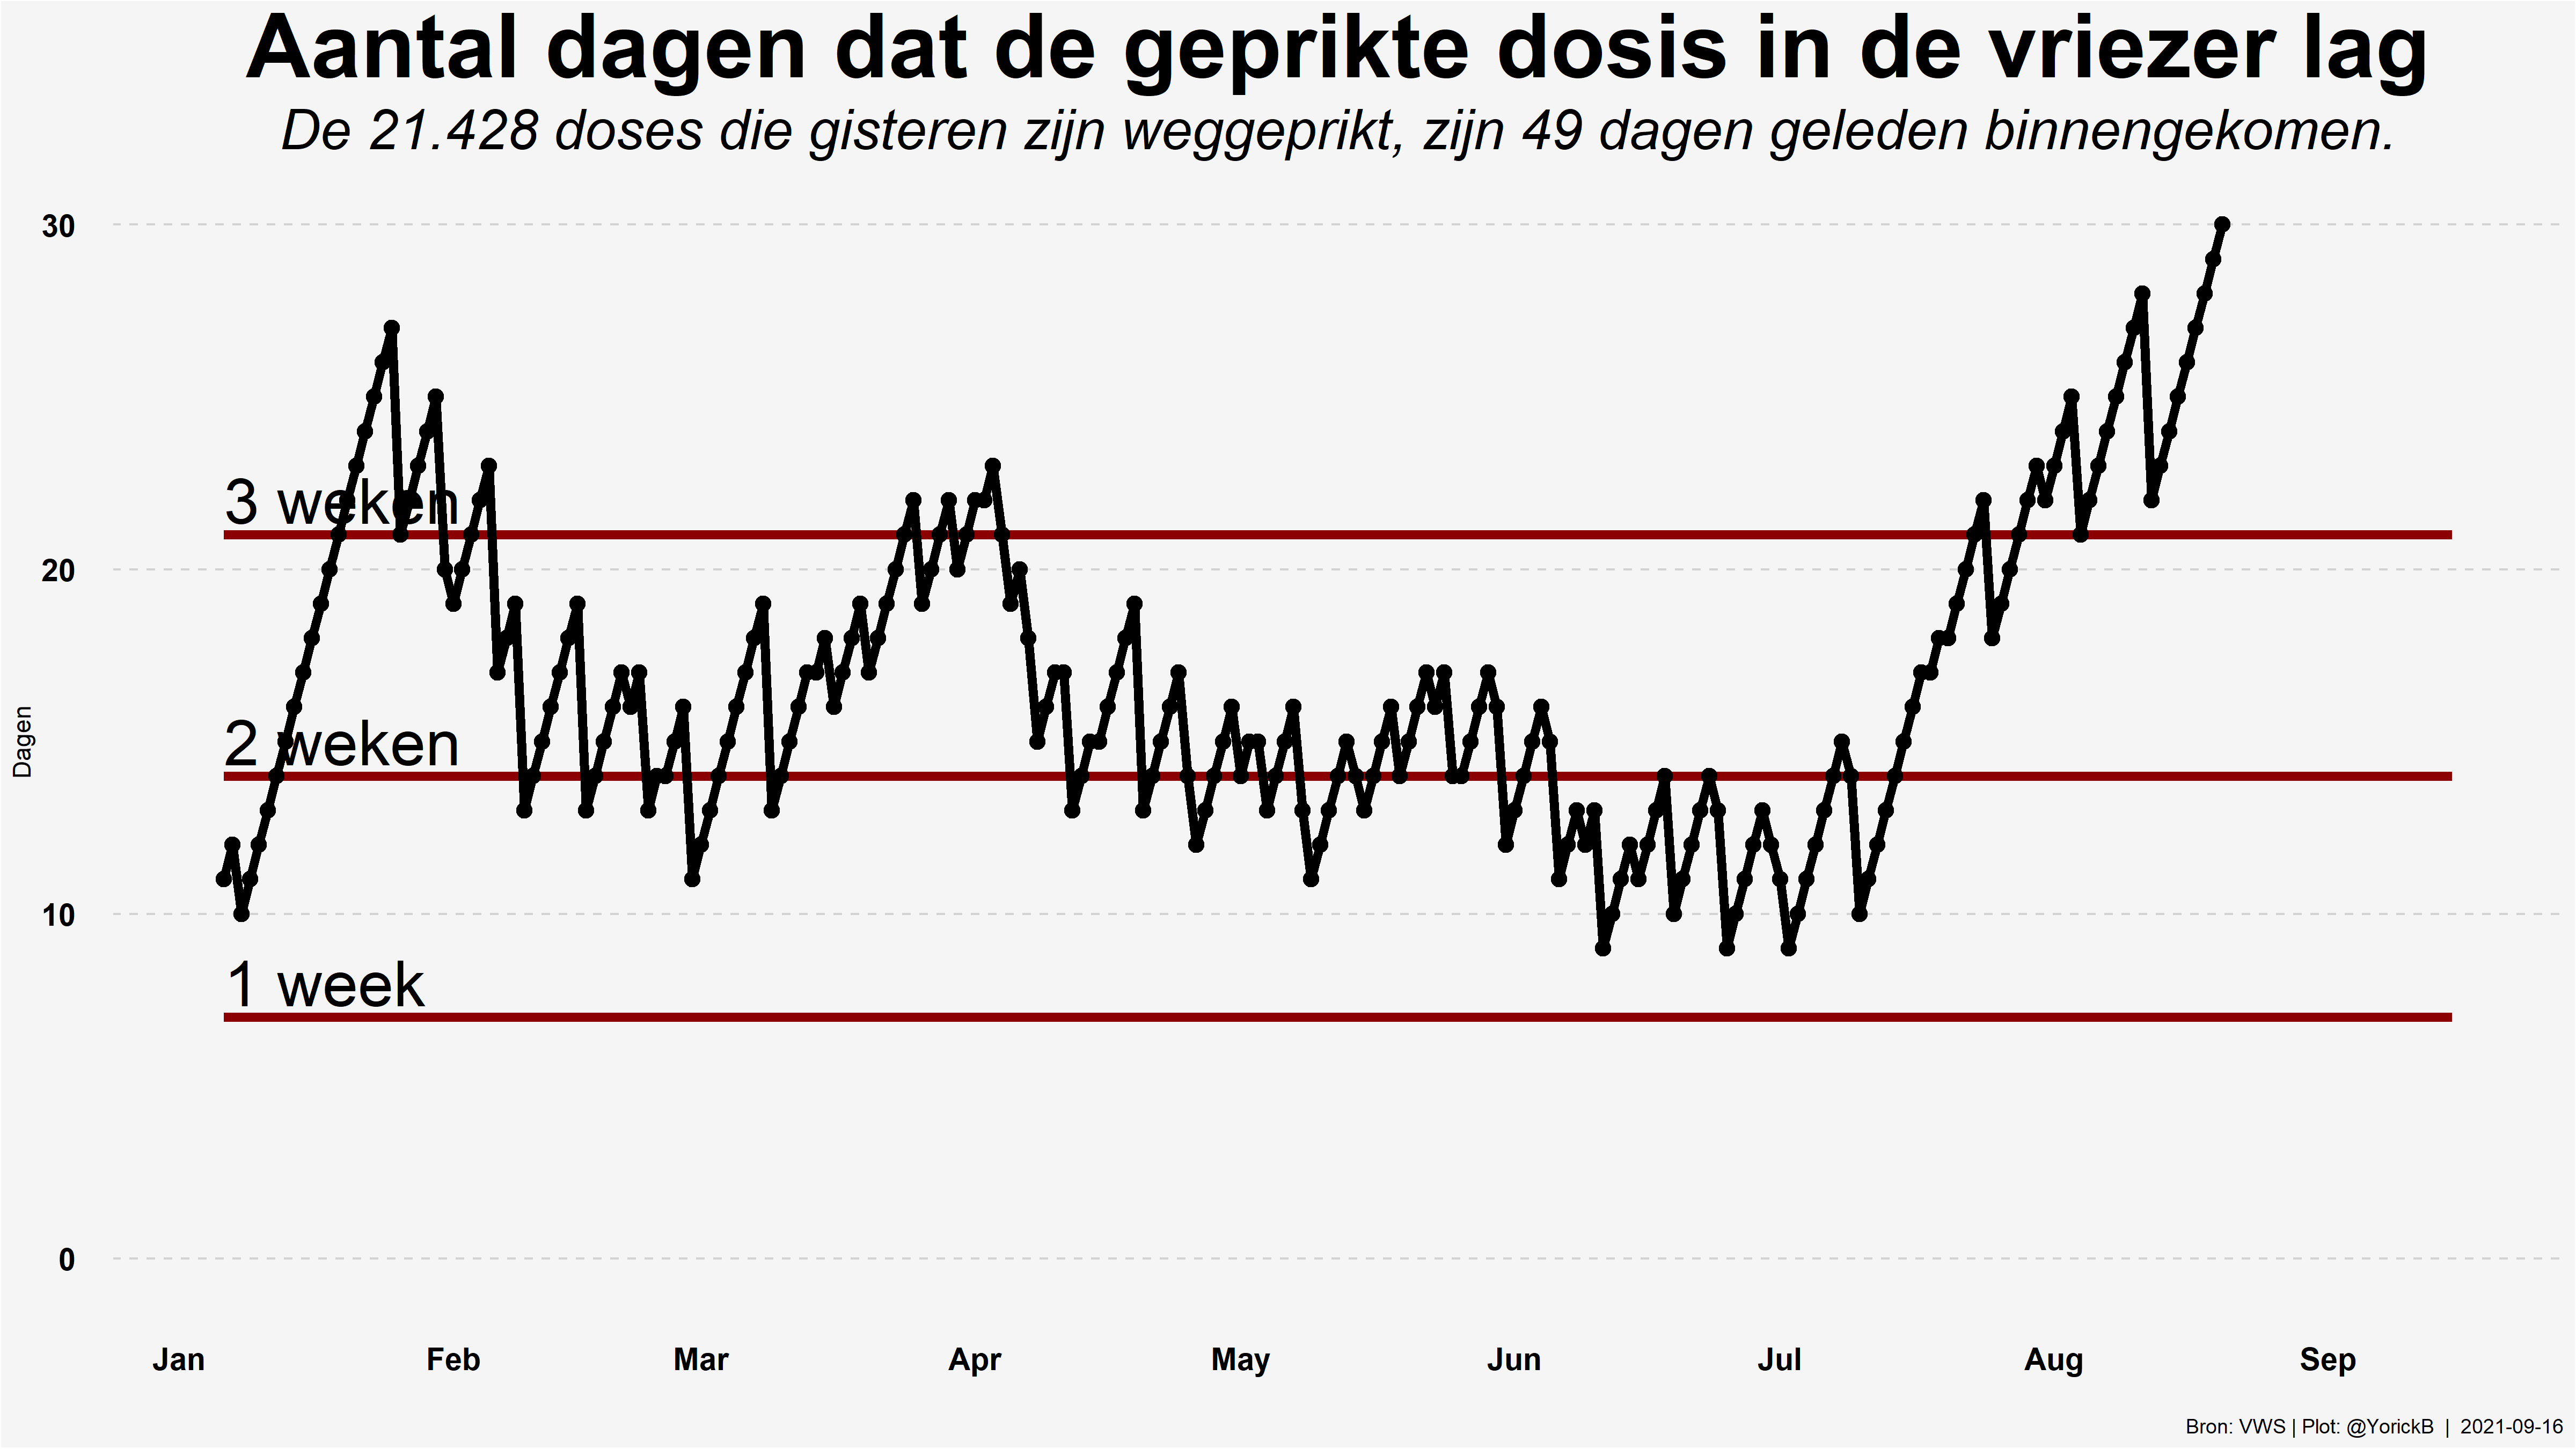 Aantal dagen dat de geprikte dosis in de vriezer lag
De 21.428 doses die gisteren zijn weggeprikt, zijn 49 dagen geleden binnengekomen.
30
3 weken
20
2 weken
Dagen
10
1 week
0
Jan Feb Mar Apr May Jun Jul Aug Sep
Bron: VWS | Plot: @YorickB | 2021-09-16